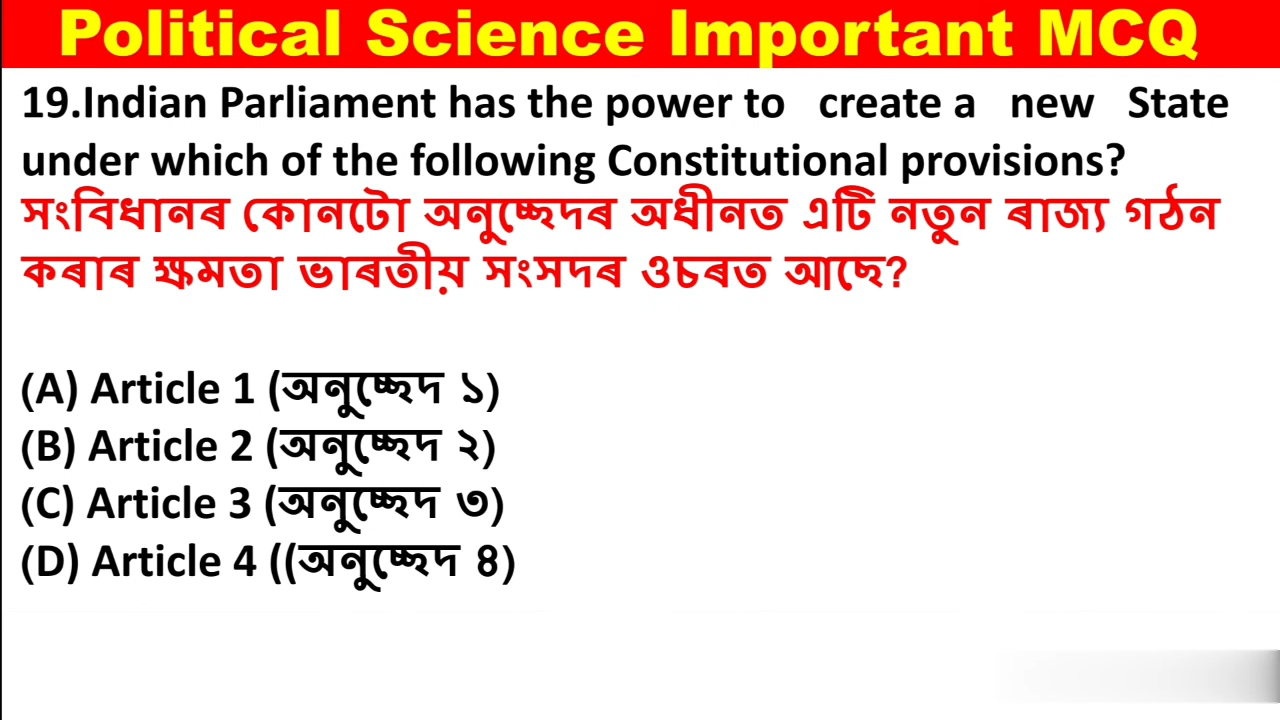 Political Science Important MCQ
19.Indian Parliament has the power to create a new State
under which of the following Constitutional provisions?
সংবিধানৰ কোনটো অনুচ্ছেদৰ অধীনত এটি নতুন ৰাজ্য গঠন
কৰাৰ ক্ষমতা ভাৰতীয় সংসদৰ ওচৰত আছে?
(A) Article 1 (অনুচ্ছেদ ১)
(B) Article 2 (অনুচ্ছেদ ২)
(C) Article 3 (অনুচ্ছেদ ৩)
(D) Article 4 ((অনুচ্ছেদ ৪)